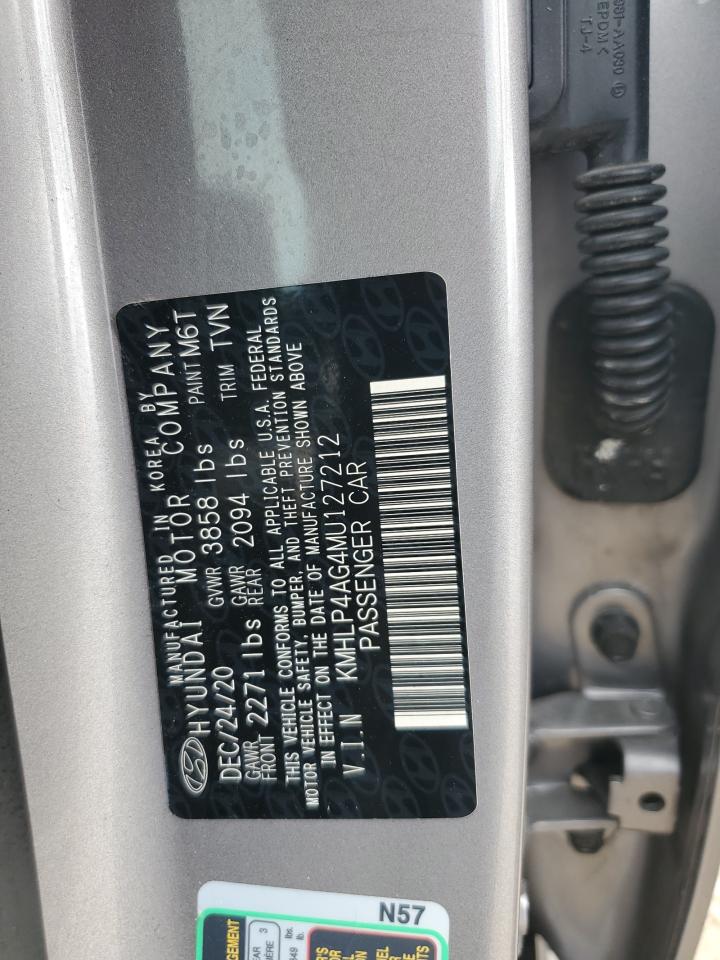 MANUFACTURED IN KOREA BY
HYUNDAI MOTOR COMPANY
DEC/24/20 GVWR 3858 lbs PAINT M6T
GAWR FRONT 2271 lbs GAWR REAR 2094 lbs TRIM TVN
THIS VEHICLE CONFORMS TO ALL APPLICABLE U.S.A. FEDERAL
MOTOR VEHICLE SAFETY, BUMPER, AND THEFT PREVENTION STANDARDS
IN EFFECT ON THE DATE OF MANUFACTURE SHOWN ABOVE
V.I.N KMHLP4AG4MU127212
PASSENGER CAR
N57
TJ-4